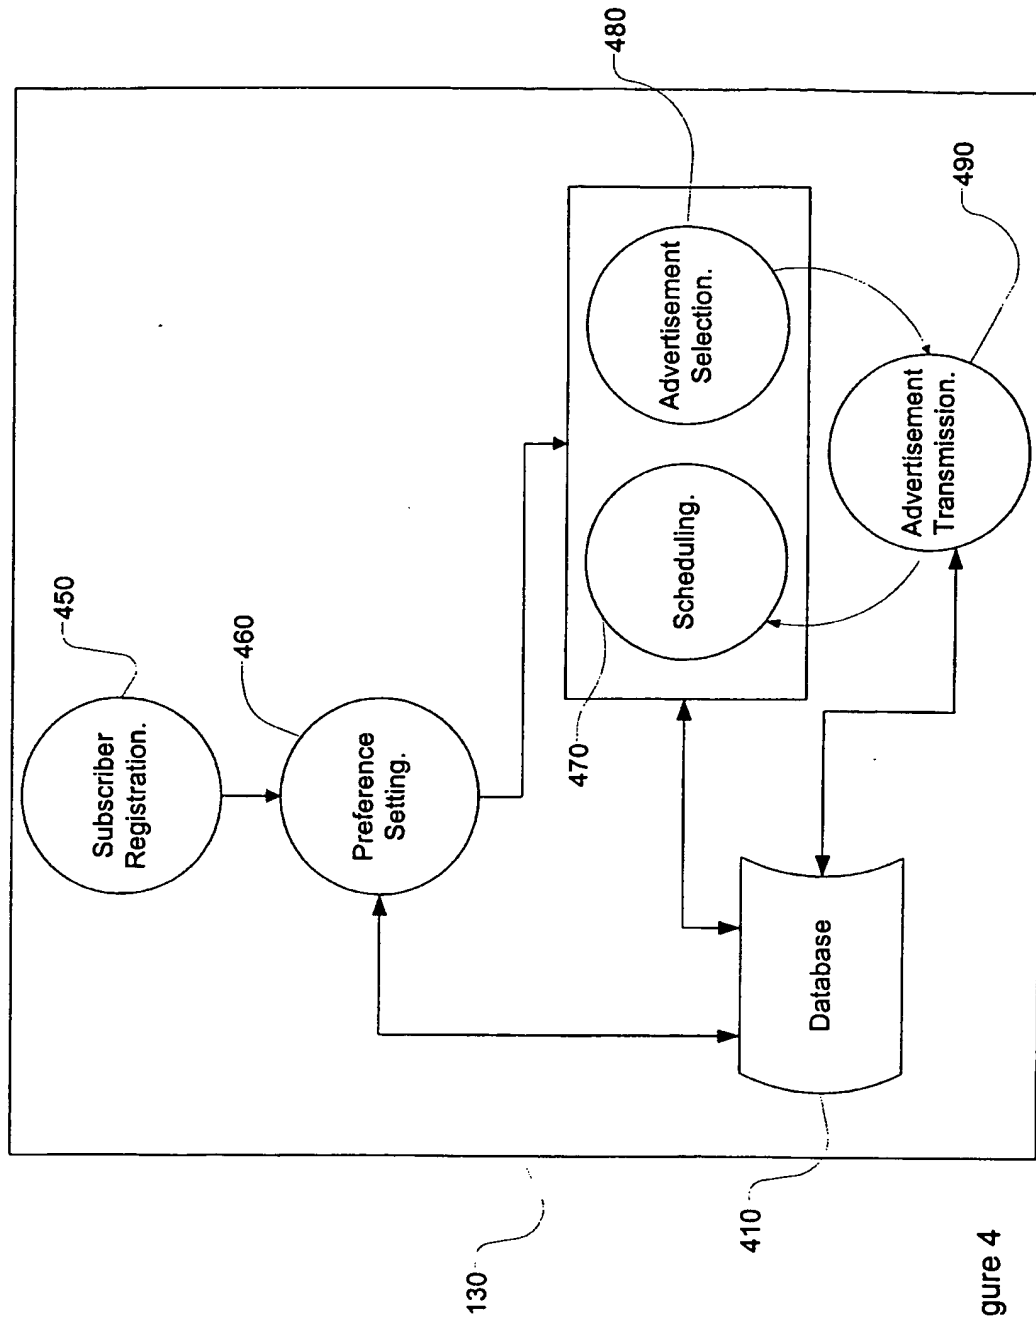 450
Subscriber
Registration.
460
Preference
Setting.
480
Advertisement
Selection.
470
Scheduling.
490
Advertisement
Transmission.
Database
410
130
gure 4